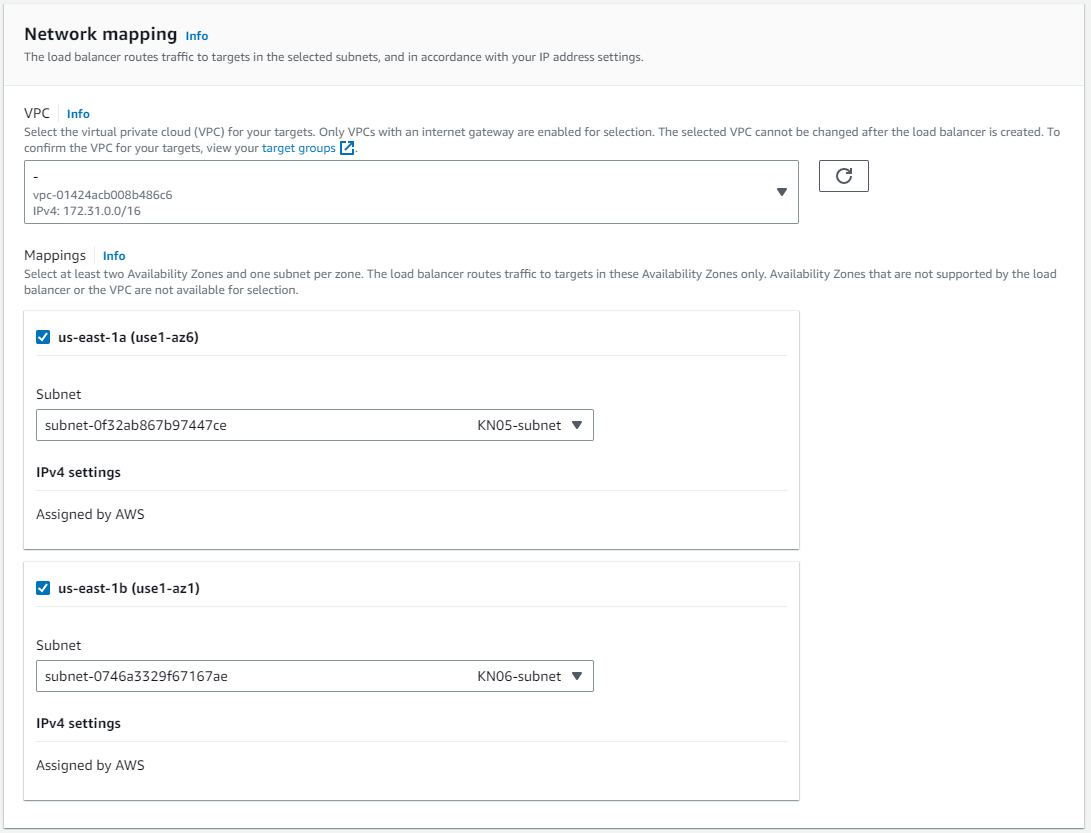 Network mapping Info
The load balancer routes traffic to targets in the selected subnets, and in accordance with your IP address settings.
VPC Info
Select the virtual private cloud (VPC) for your targets. Only VPCs with an internet gateway are enabled for selection. The selected VPC cannot be changed after the load balancer is created. To
confirm the VPC for your targets, view your target groups.
-
vpc-01424acb008b486c6
IPv4: 172.31.0.0/16
Mappings Info
Select at least two Availability Zones and one subnet per zone. The load balancer routes traffic to targets in these Availability Zones only. Availability Zones that are not supported by the load
balancer or the VPC are not available for selection.
us-east-1a (use1-az6)
Subnet
subnet-0f32ab867b97447ce KN05-subnet
IPv4 settings
Assigned by AWS
us-east-1b (use1-az1)
Subnet
subnet-0746a3329f67167ae KN06-subnet
IPv4 settings
Assigned by AWS